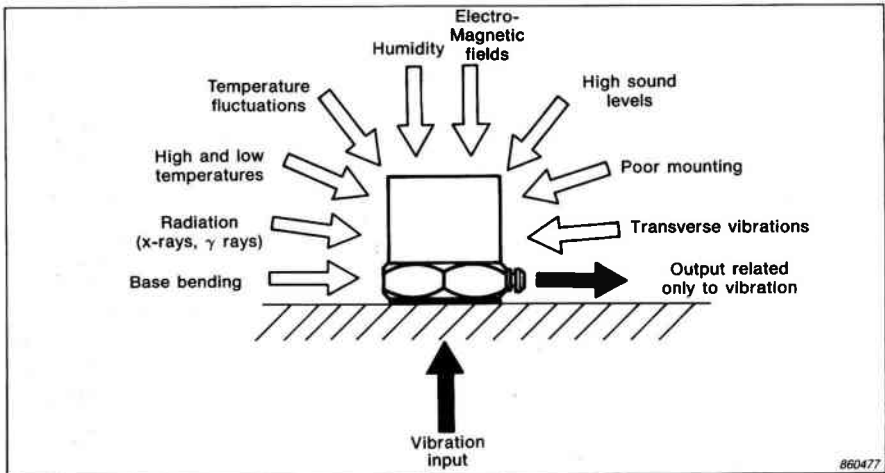 Electro-
Magnetic
fields
Humidity
Temperature
fluctuations
High sound
levels
High and low
temperatures
Poor mounting
Radiation
(x-rays, γ rays)
Transverse vibrations
Base bending
Output related
only to vibration
Vibration
input
860477